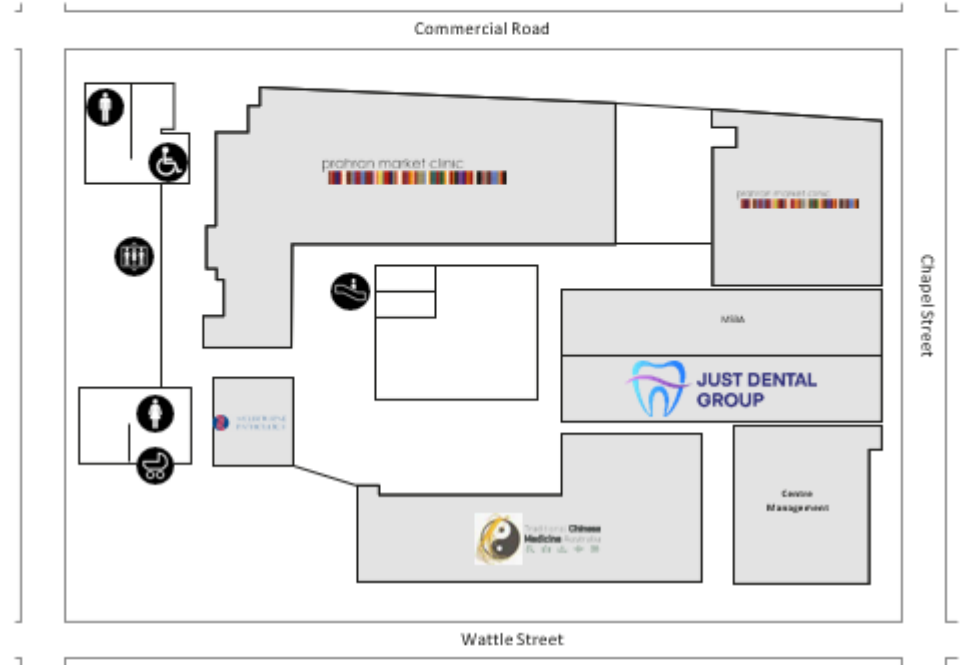 Commercial Road
prahran market clinic
prahran market clinic
Chapel Street
MSIA
JUST DENTAL
GROUP
Centre
Management
Traditional Chinese
Medicine Australia
Wattle Street